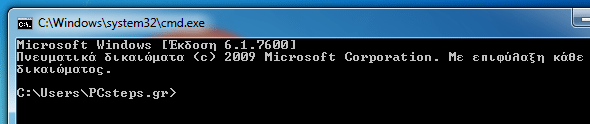 C:\Windows\system32\cmd.exe
Microsoft Windows [Έκδοση 6.1.7600]
Πνευματικά δικαιώματα (c) 2009 Microsoft Corporation. Με επιφύλαξη κάθε
δικαιώματος.
C:\Users\PCsteps.gr>